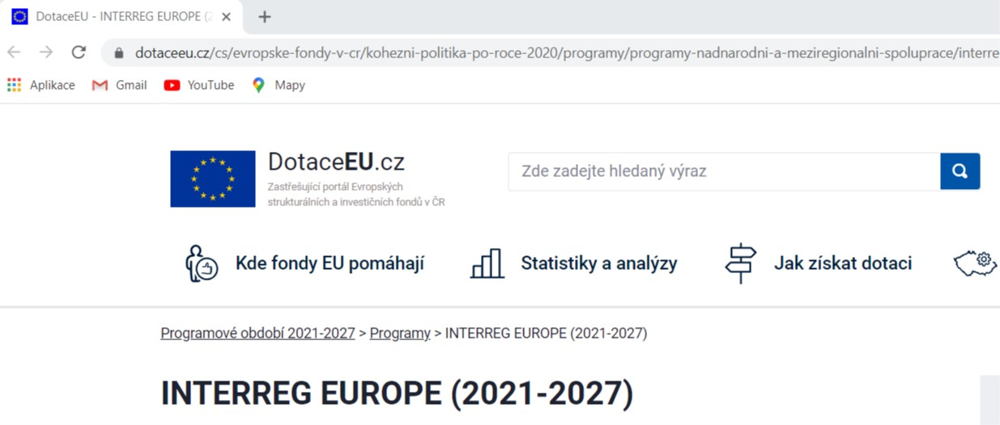 DotaceEU - INTERREG EUROPE (2
dotaceeu.cz/cs/evropske-fondy-v-cr/kohezni-politika-po-roce-2020/programy/programy-nadnarodni-a-meziregionalni-spoluprace/interre
Aplikace Gmail YouTube Mapy
DotaceEU.cz
Zastřešující portál Evropských
strukturálních a investičních fondů v ČR
Zde zadejte hledaný výraz
Kde fondy EU pomáhají Statistiky a analýzy Jak získat dotaci
Programové období 2021-2027 > Programy > INTERREG EUROPE (2021-2027)
INTERREG EUROPE (2021-2027)